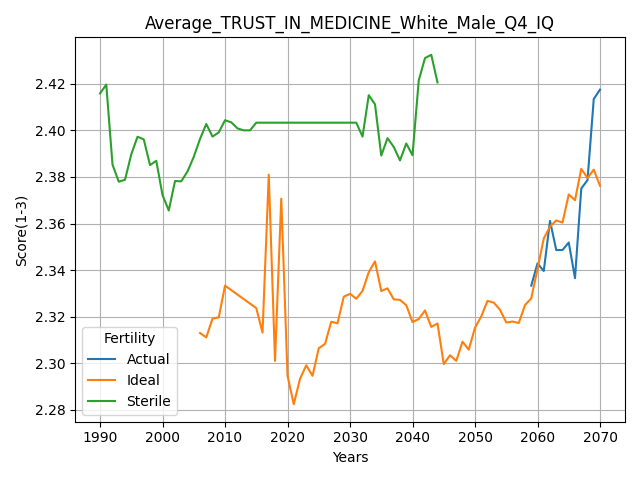 Average_TRUST_IN_MEDICINE_White_Male_Q4_IQ
Score(1-3)
2.42
2.40
2.38
2.36
2.34
2.32
2.30
2.28
Fertility
Actual
Ideal
Sterile
1990 2000 2010 2020 2030 2040 2050 2060 2070
Years